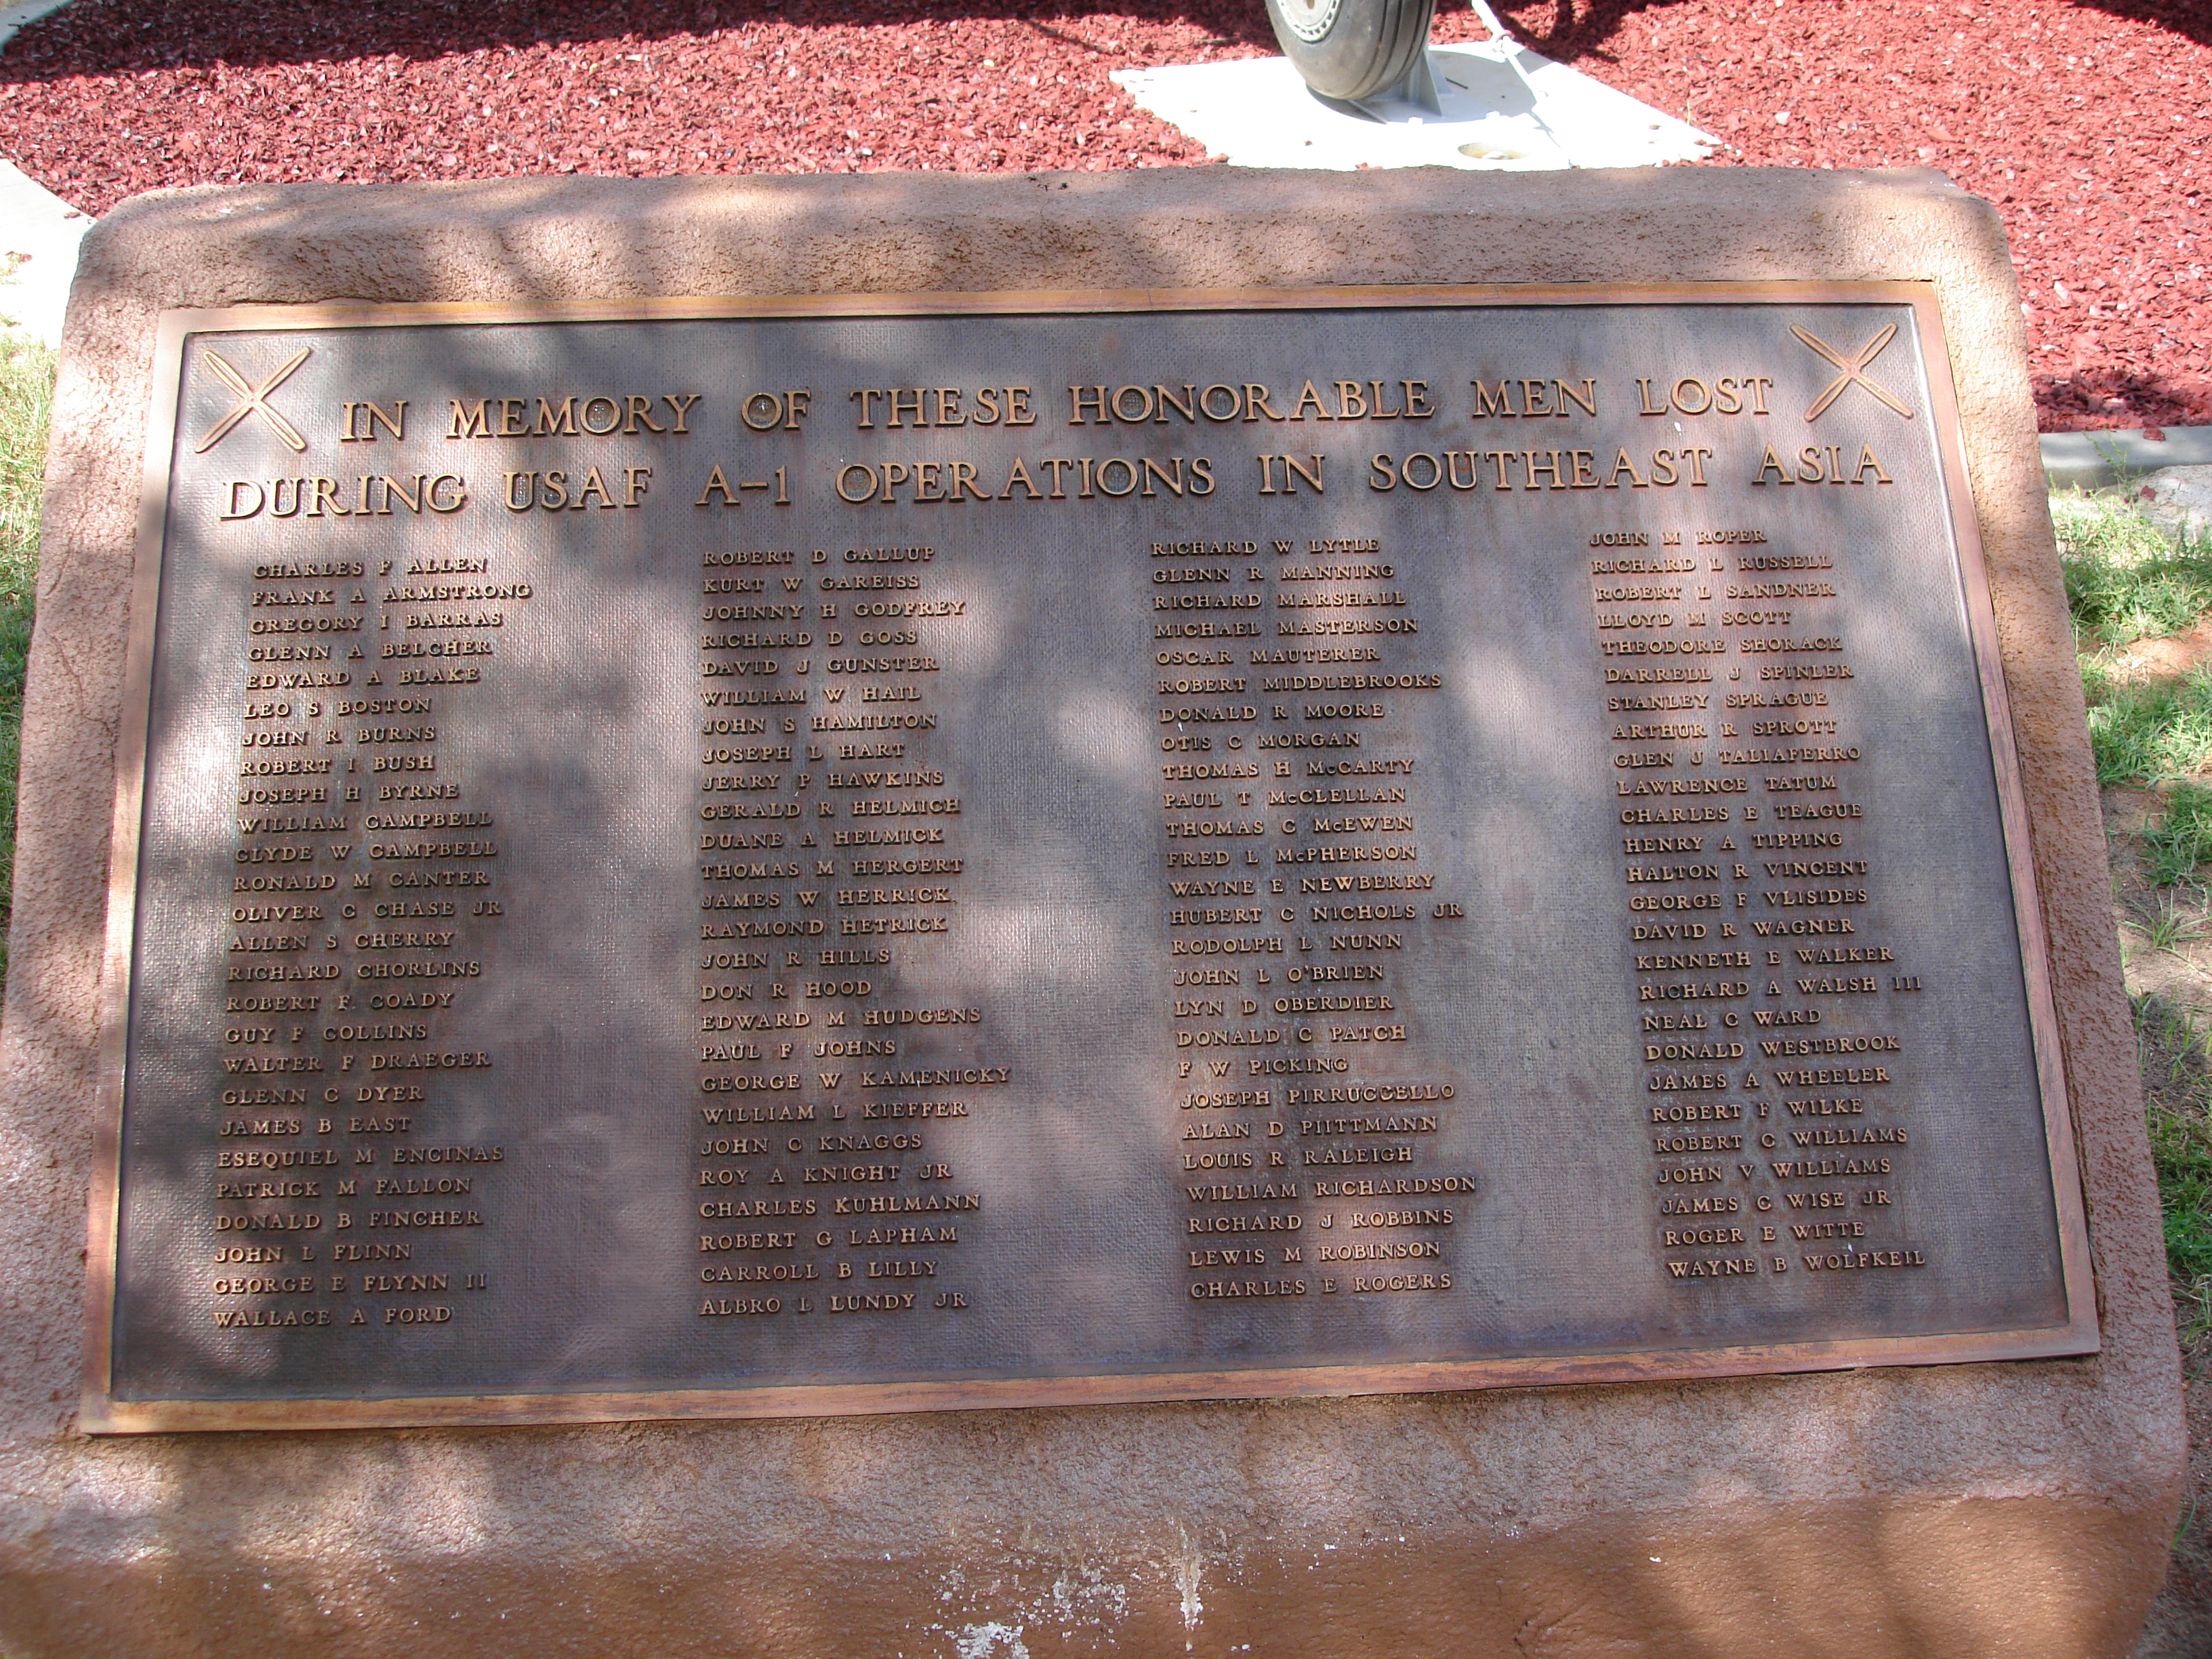 IN MEMORY OF THESE HONORABLE MEN LOST
DURING USAF A-1 OPERATIONS IN SOUTHEAST ASIA
CHARLES F ALLEN
FRANK A ARMSTRONG
GREGORY I BARRAS
GLENN A BELCHER
EDWARD A BLAKE
LEO S BOSTON
JOHN R BURNS
ROBERT I BUSH
JOSEPH H BYRNE
WILLIAM CAMPBELL
CLYDE W CAMPBELL
RONALD M CANTER
OLIVER C CHASE JR
ALLEN S CHERRY
RICHARD CHORLINS
ROBERT F COADY
GUY F COLLINS
WALTER F DRAEGER
GLENN C DYER
JAMES B EAST
ESEQUIEL M ENCINAS
PATRICK M FALLON
DONALD B FINCHER
JOHN L FLINN
GEORGE E FLYNN II
WALLACE A FORD
ROBERT D GALLUP
KURT W GAREISS
JOHNNY H GODFREY
RICHARD D GOSS
DAVID J GUNSTER
WILLIAM W HAIL
JOHN S HAMILTON
JOSEPH L HART
JERRY P HAWKINS
GERALD R HELMICH
DUANE A HELMICK
THOMAS M HERGERT
JAMES W HERRICK
RAYMOND HETRICK
JOHN R HILLS
DON R HOOD
EDWARD M HUDGENS
PAUL F JOHNS
GEORGE W KAMENICKY
WILLIAM L KIEFFER
JOHN C KNAGGS
ROY A KNIGHT JR
CHARLES KUHLMANN
ROBERT G LAPHAM
CARROLL B LILLY
ALBRO L LUNDY JR
RICHARD W LYTLE
GLENN R MANNING
RICHARD MARSHALL
MICHAEL MASTERSON
OSCAR MAUTERER
ROBERT MIDDLEBROOKS
DONALD R MOORE
OTIS C MORGAN
THOMAS H McCARTY
PAUL T McCLELLAN
THOMAS C McEWEN
FRED L McPHERSON
WAYNE E NEWBERRY
HUBERT C NICHOLS JR
RODOLPH L NUNN
JOHN L O'BRIEN
LYN D OBERDIER
DONALD C PATCH
F W PICKING
JOSEPH PIRRUCCELLO
ALAN D PIITTMANN
LOUIS R RALEIGH
WILLIAM RICHARDSON
RICHARD J ROBBINS
LEWIS M ROBINSON
CHARLES E ROGERS
JOHN M ROPER
RICHARD L RUSSELL
ROBERT L SANDNER
LLOYD M SCOTT
THEODORE SHORACK
DARRELL J SPINLER
STANLEY SPRAGUE
ARTHUR R SPROTT
GLEN J TALIAFERRO
LAWRENCE TATUM
CHARLES E TEAGUE
HENRY A TIPPING
HALTON R VINCENT
GEORGE F VLISIDES
DAVID R WAGNER
KENNETH E WALKER
RICHARD A WALSH III
NEAL C WARD
DONALD WESTBROOK
JAMES A WHEELER
ROBERT F WILKE
ROBERT C WILLIAMS
JOHN V WILLIAMS
JAMES C WISE JR
ROGER E WITTE
WAYNE B WOLFKEIL